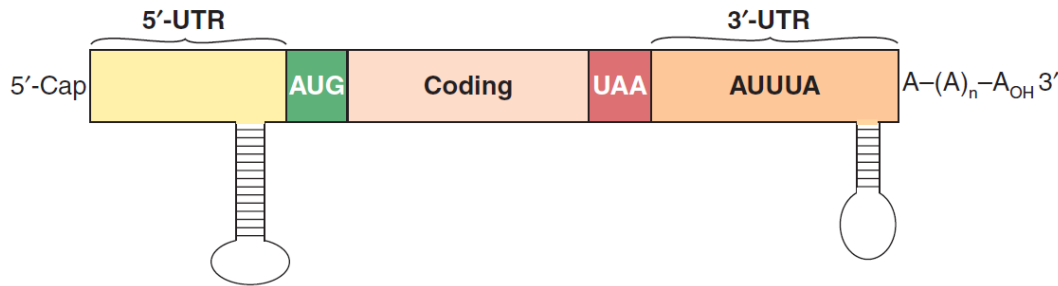 5′-UTR 3′-UTR
5′-Cap AUG Coding UAA AUUUA A–(A)n–AOH 3′